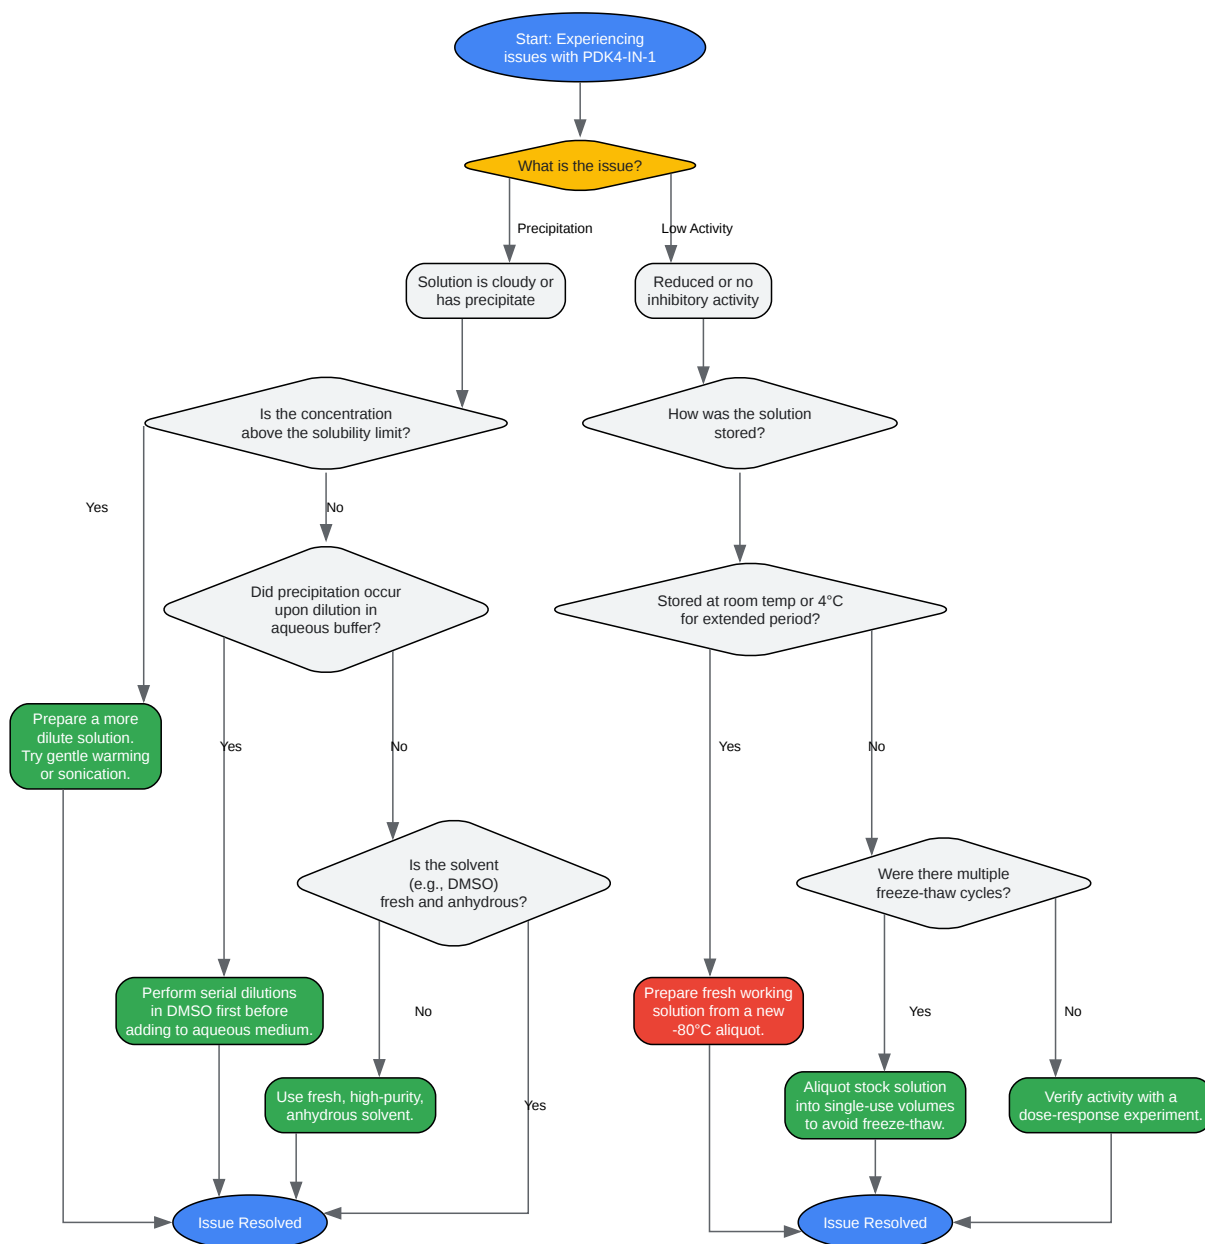 Start: Experiencing
issues with PDK4-IN-1
What is the issue?
Precipitation
Low Activity
Solution is cloudy or
has precipitate
Reduced or no
inhibitory activity
Is the concentration
above the solubility limit?
How was the solution
stored?
Yes
No
Did precipitation occur
upon dilution in
aqueous buffer?
Stored at room temp or 4°C
for extended period?
Prepare a more
dilute solution.
Try gentle warming
or sonication.
Yes
No
Yes
No
Is the solvent
(e.g., DMSO)
fresh and anhydrous?
Were there multiple
freeze-thaw cycles?
Perform serial dilutions
in DMSO first before
adding to aqueous medium.
No
Prepare fresh working
solution from a new
-80°C aliquot.
Yes
No
Use fresh, high-purity,
anhydrous solvent.
Yes
Aliquot stock solution
into single-use volumes
to avoid freeze-thaw.
Verify activity with a
dose-response experiment.
Issue Resolved
Issue Resolved